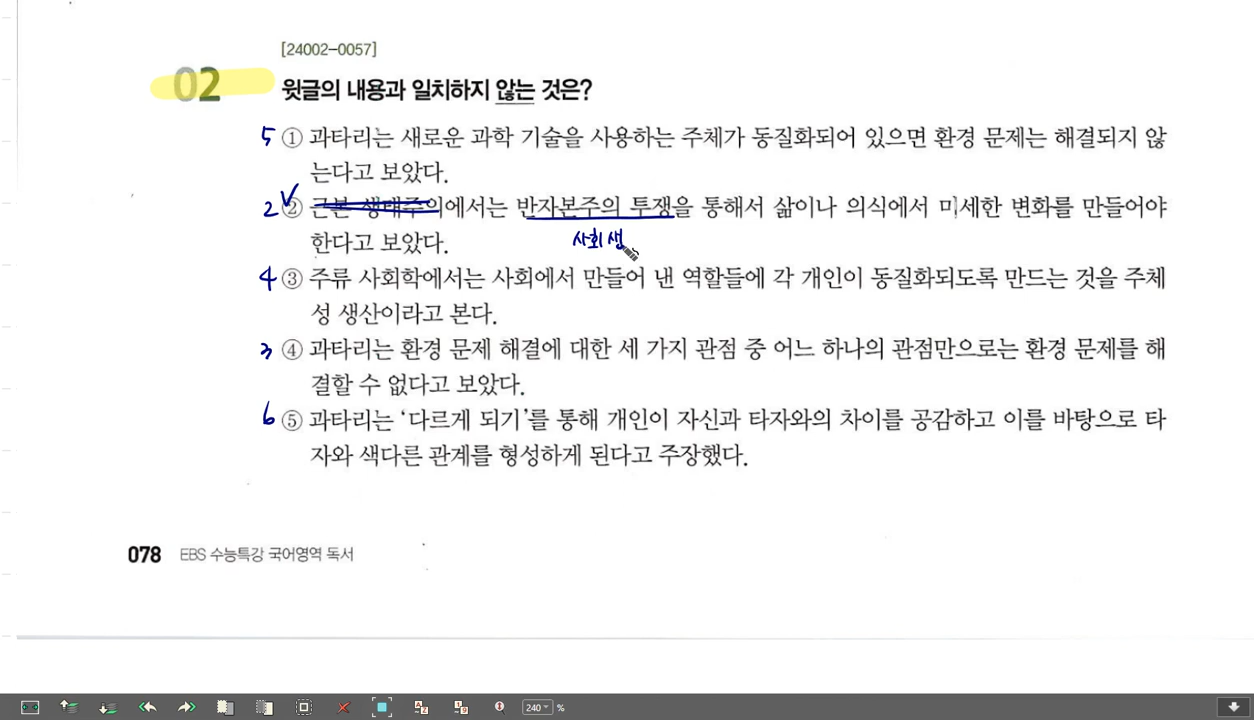 [24002-0057]
02 윗글의 내용과 일치하지 않는 것은?
5 ① 과타리는 새로운 과학 기술을 사용하는 주체가 동질화되어 있으면 환경 문제는 해결되지 않
는다고 보았다.
2 ② 근본 생태주의에서는 반자본주의 투쟁을 통해서 삶이나 의식에서 미세한 변화를 만들어야
한다고 보았다.
사회생
4 ③ 주류 사회학에서는 사회에서 만들어 낸 역할들에 각 개인이 동질화되도록 만드는 것을 주체
성 생산이라고 본다.
3 ④ 과타리는 환경 문제 해결에 대한 세 가지 관점 중 어느 하나의 관점만으로는 환경 문제를 해
결할 수 없다고 보았다.
6 ⑤ 과타리는 ‘다르게 되기’를 통해 개인이 자신과 타자와의 차이를 공감하고 이를 바탕으로 타
자와 색다른 관계를 형성하게 된다고 주장했다.
078 EBS 수능특강 국어영역 독서
240 %